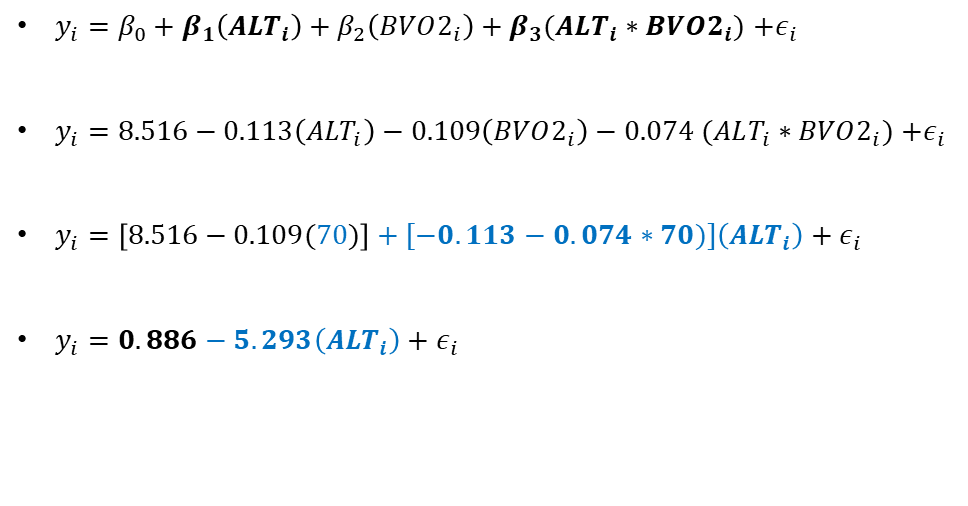 • yᵢ = β₀ + β₁(ALTᵢ) + β₂(BVO2ᵢ) + β₃(ALTᵢ * BVO2ᵢ) +ϵᵢ
• yᵢ = 8.516 − 0.113(ALTᵢ) − 0.109(BVO2ᵢ) − 0.074 (ALTᵢ * BVO2ᵢ) +ϵᵢ
• yᵢ = [8.516 − 0.109(70)] + [−0.113 − 0.074 * 70)](ALTᵢ) + ϵᵢ
• yᵢ = 0.886 − 5.293(ALTᵢ) + ϵᵢ